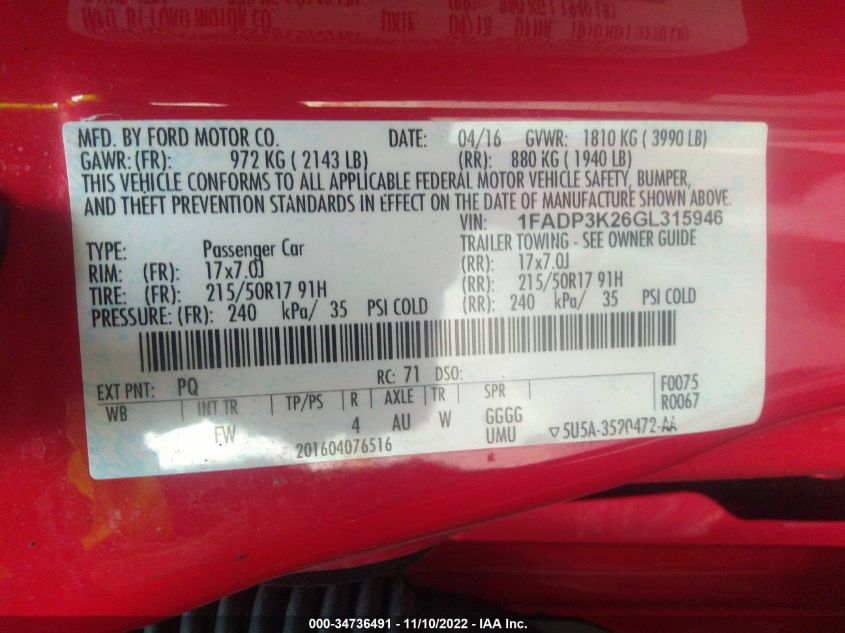 MFD. BY FORD MOTOR CO. DATE: 04/16 GVWR: 1810 KG ( 3990 LB)
GAWR: (FR): 972 KG ( 2143 LB) (RR): 880 KG ( 1940 LB)
THIS VEHICLE CONFORMS TO ALL APPLICABLE FEDERAL MOTOR VEHICLE SAFETY, BUMPER,
AND THEFT PREVENTION STANDARDS IN EFFECT ON THE DATE OF MANUFACTURE SHOWN ABOVE.
VIN: 1FADP3K26GL315946
TYPE: Passenger Car TRAILER TOWING - SEE OWNER GUIDE
RIM: (FR): 17x7.0J (RR): 17x7.0J
TIRE: (FR): 215/50R17 91H (RR): 215/50R17 91H
PRESSURE: (FR): 240 kPa/ 35 PSI COLD (RR): 240 kPa/ 35 PSI COLD
EXT PNT: PQ RC: 71 DSO: F0075
WB INT TR TP/PS R AXLE TR SPR R0067
FW 4 AU W GGGG
UMU 5U5A-3520472-AA
201604076516
000-34736491 - 11/10/2022 - IAA Inc.